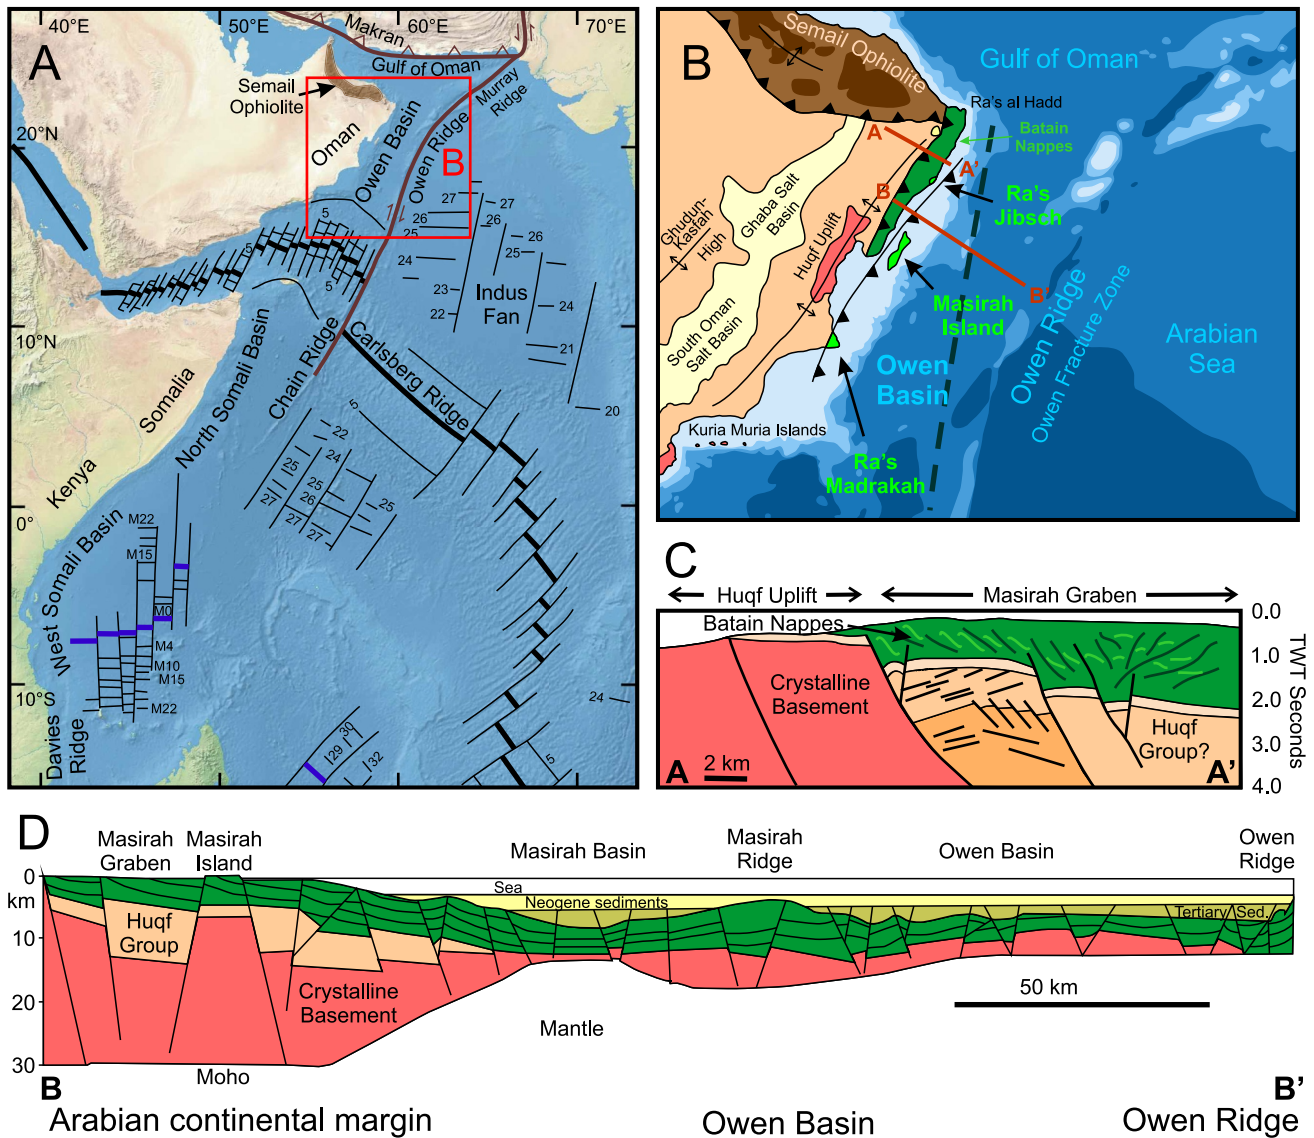 40°E
50°E
60°E
70°E
A
Makran
Gulf of Oman
Semail
Ophiolite
Murray
Ridge
20°N
Oman
Owen Basin
Owen Ridge
B
27
27
26
26
25
26
25
5
5
5
24
23
22
Indus
Fan
24
21
20
10°N
Carlsberg Ridge
Chain Ridge
North Somali Basin
Somalia
5
22
24
25
25
25
26
27
27
27
Kenya
0°
West Somali Basin
M22
M15
M0
M4
M10
M15
M22
10°S
Davies
Ridge
24
30
29
32
5
B
Semail Ophiolite
Gulf of Oman
Ra's al Hadd
Batain
Nappes
A
A'
B
B'
Ra's
Jibsch
Ghudun-
Kasfah
High
Ghaba Salt
Basin
Huqf Uplift
South Oman
Salt Basin
Masirah
Island
Owen
Basin
Owen Ridge
Owen Fracture Zone
Arabian
Sea
Kuria Muria Islands
Ra's
Madrakah
C
Huqf Uplift
Masirah Graben
Batain Nappes
Crystalline
Basement
Huqf
Group?
0.0
1.0
2.0
3.0
4.0
TWT Seconds
A
2 km
A'
D
Masirah
Graben
Masirah
Island
Masirah Basin
Masirah
Ridge
Owen Basin
Owen
Ridge
0
km
10
20
30
Sea
Neogene sediments
Tertiary Sed.
Huqf
Group
Crystalline
Basement
50 km
Mantle
Moho
B
B'
Arabian continental margin
Owen Basin
Owen Ridge